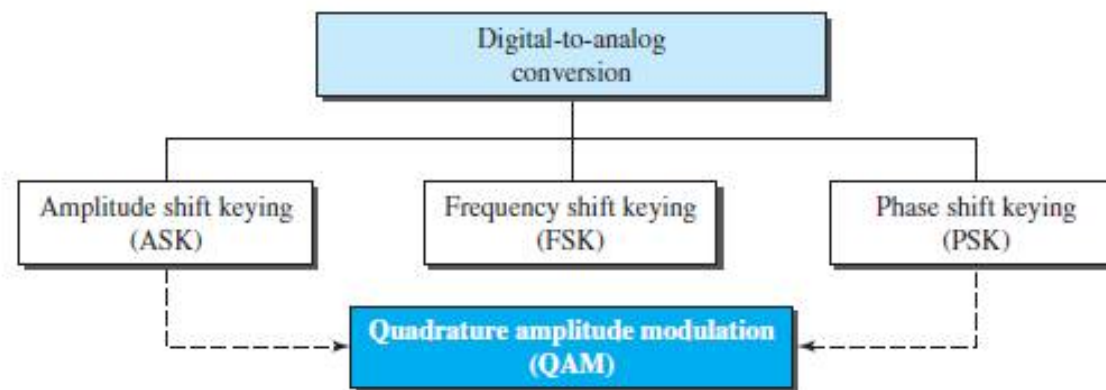 Digital-to-analog
conversion
Amplitude shift keying
(ASK)
Frequency shift keying
(FSK)
Phase shift keying
(PSK)
Quadrature amplitude modulation
(QAM)